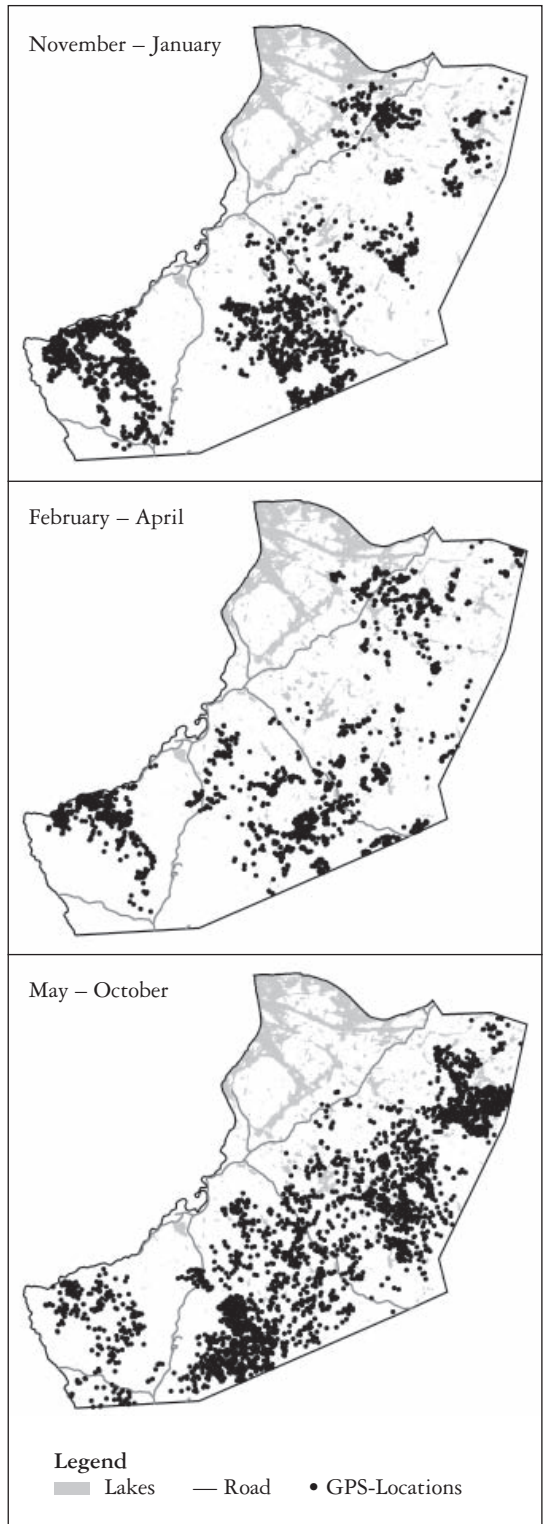 November – January
February – April
May – October
Legend
Lakes — Road • GPS-Locations